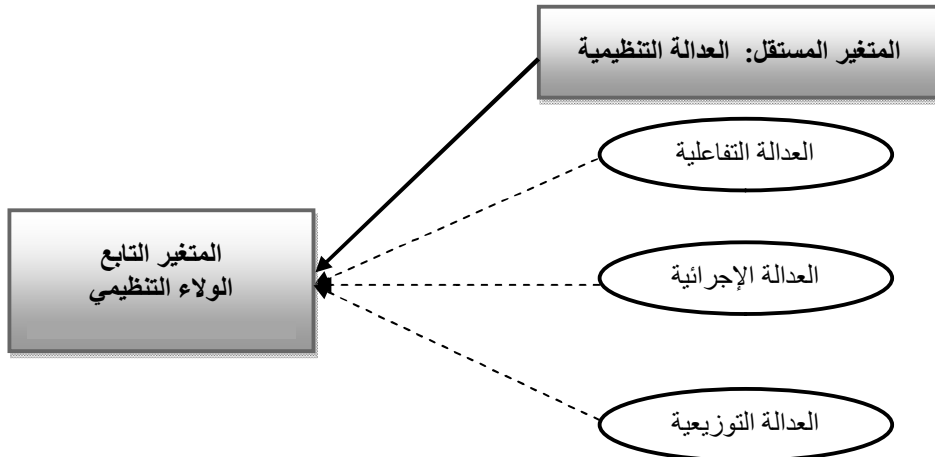 المتغير المستقل: العدالة التنظيمية
العدالة التفاعلية
المتغير التابع
الولاء التنظيمي
العدالة الإجرائية
العدالة التوزيعية